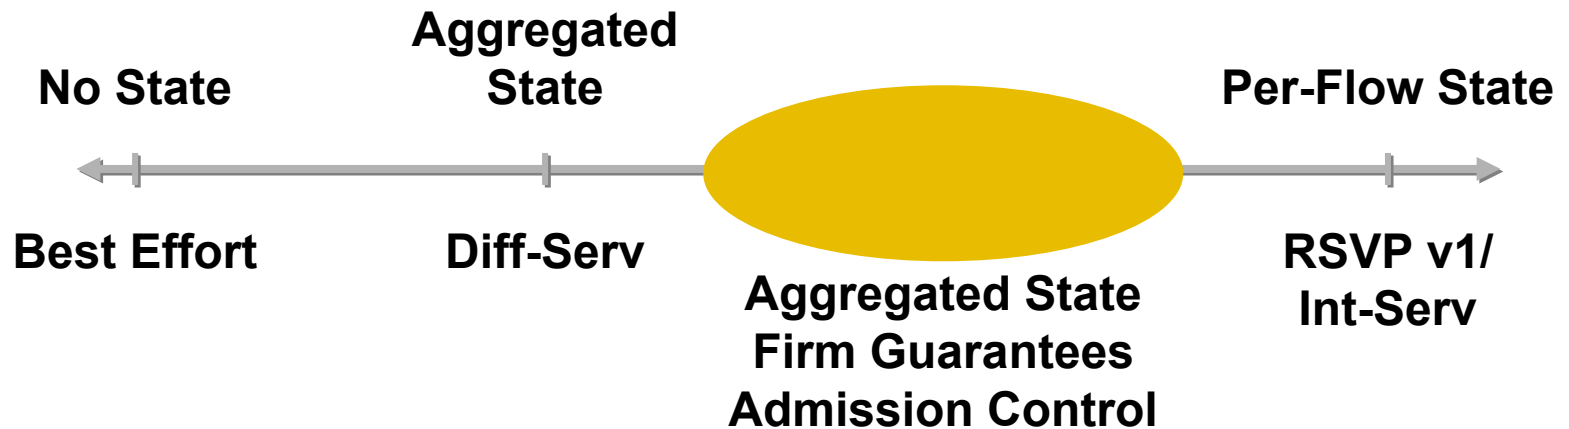 No State
Aggregated
State
Per-Flow State
Best Effort
Diff-Serv
Aggregated State
Firm Guarantees
Admission Control
RSVP v1/
Int-Serv